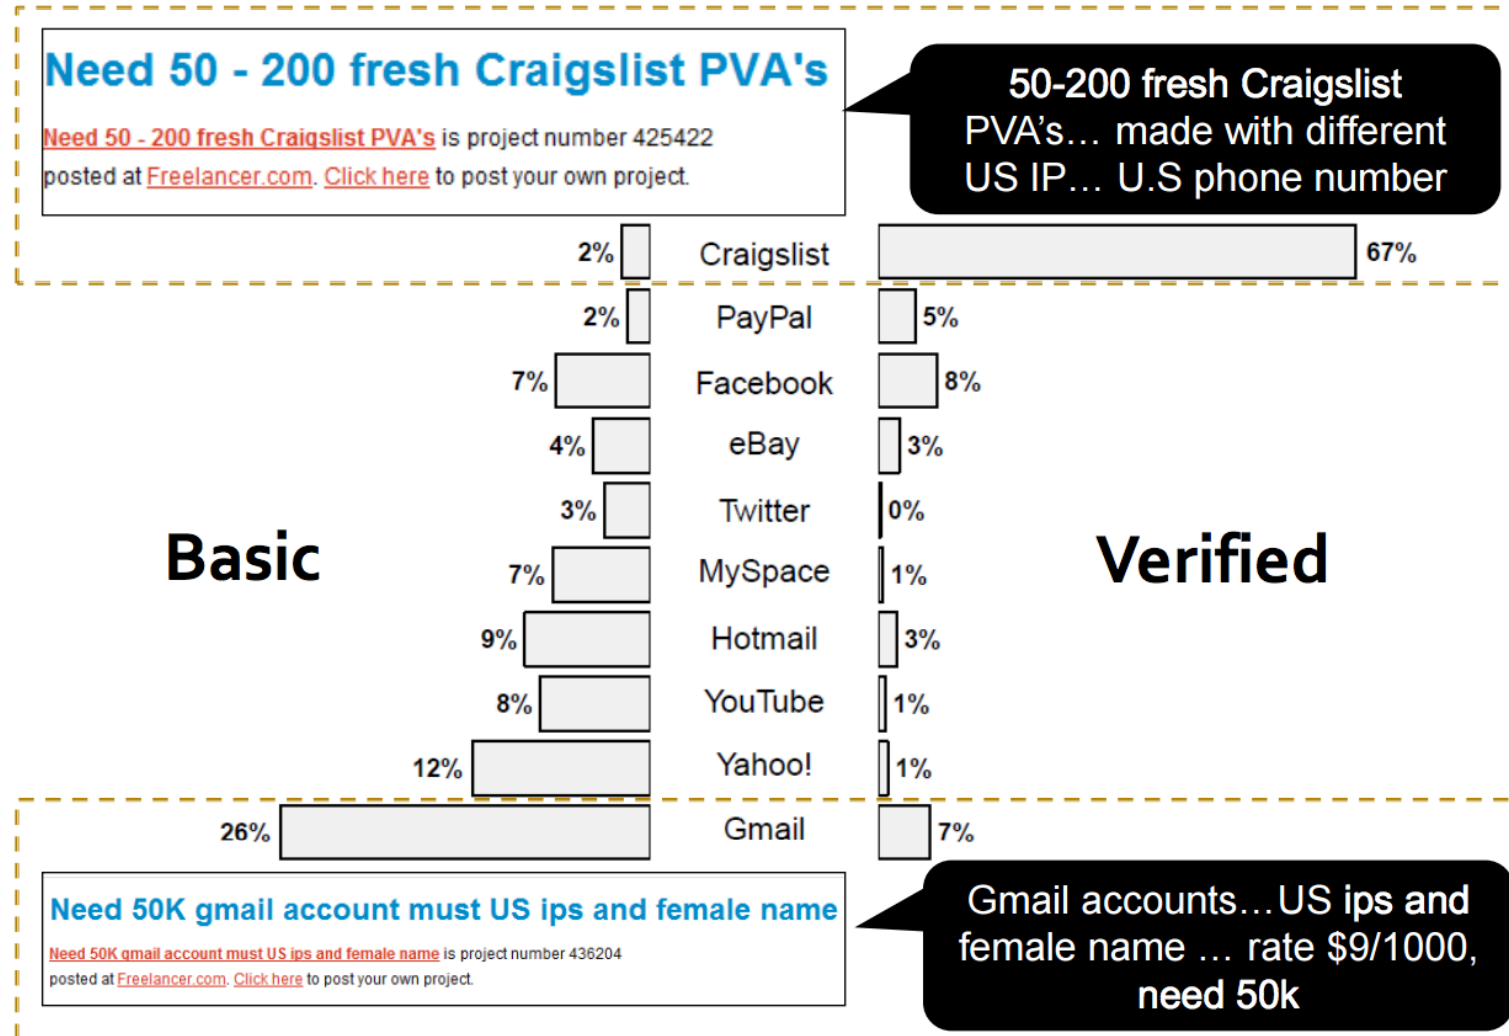 Need 50 - 200 fresh Craigslist PVA's
Need 50 - 200 fresh Craigslist PVA's is project number 425422
posted at Freelancer.com. Click here to post your own project.
50-200 fresh Craigslist
PVA's... made with different
US IP... U.S phone number
2% Craigslist 67%
2% PayPal 5%
7% Facebook 8%
4% eBay 3%
3% Twitter 0%
Basic
Verified
7% MySpace 1%
9% Hotmail 3%
8% YouTube 1%
12% Yahoo! 1%
26% Gmail 7%
Need 50K gmail account must US ips and female name
Need 50K gmail account must US ips and female name is project number 436204
posted at Freelancer.com. Click here to post your own project.
Gmail accounts...US ips and
female name ... rate $9/1000,
need 50k